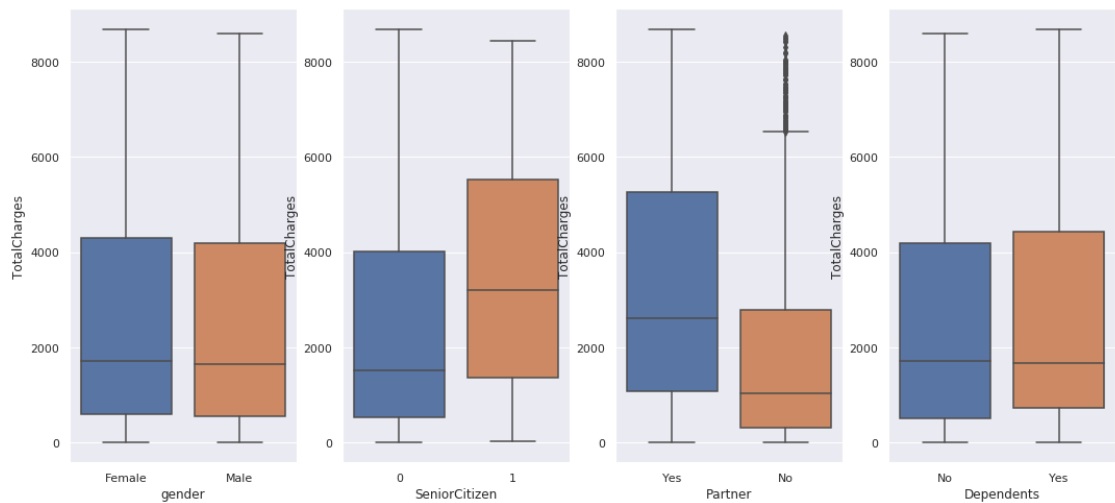 TotalCharges
8000
6000
4000
2000
0
Female Male
gender
TotalCharges
8000
6000
4000
2000
0
0 1
SeniorCitizen
TotalCharges
8000
6000
4000
2000
0
Yes No
Partner
TotalCharges
8000
6000
4000
2000
0
No Yes
Dependents